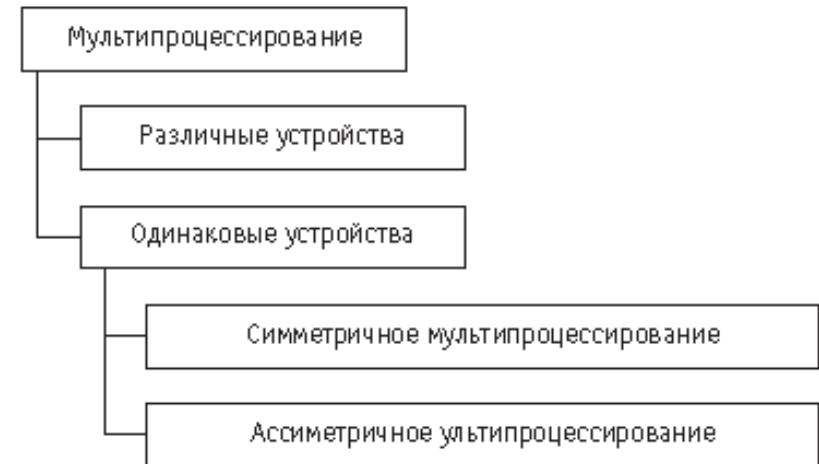 Мультипроцессирование
Различные устройства
Одинаковые устройства
Симметричное мультипроцессирование
Ассиметричное ультипроцессирование